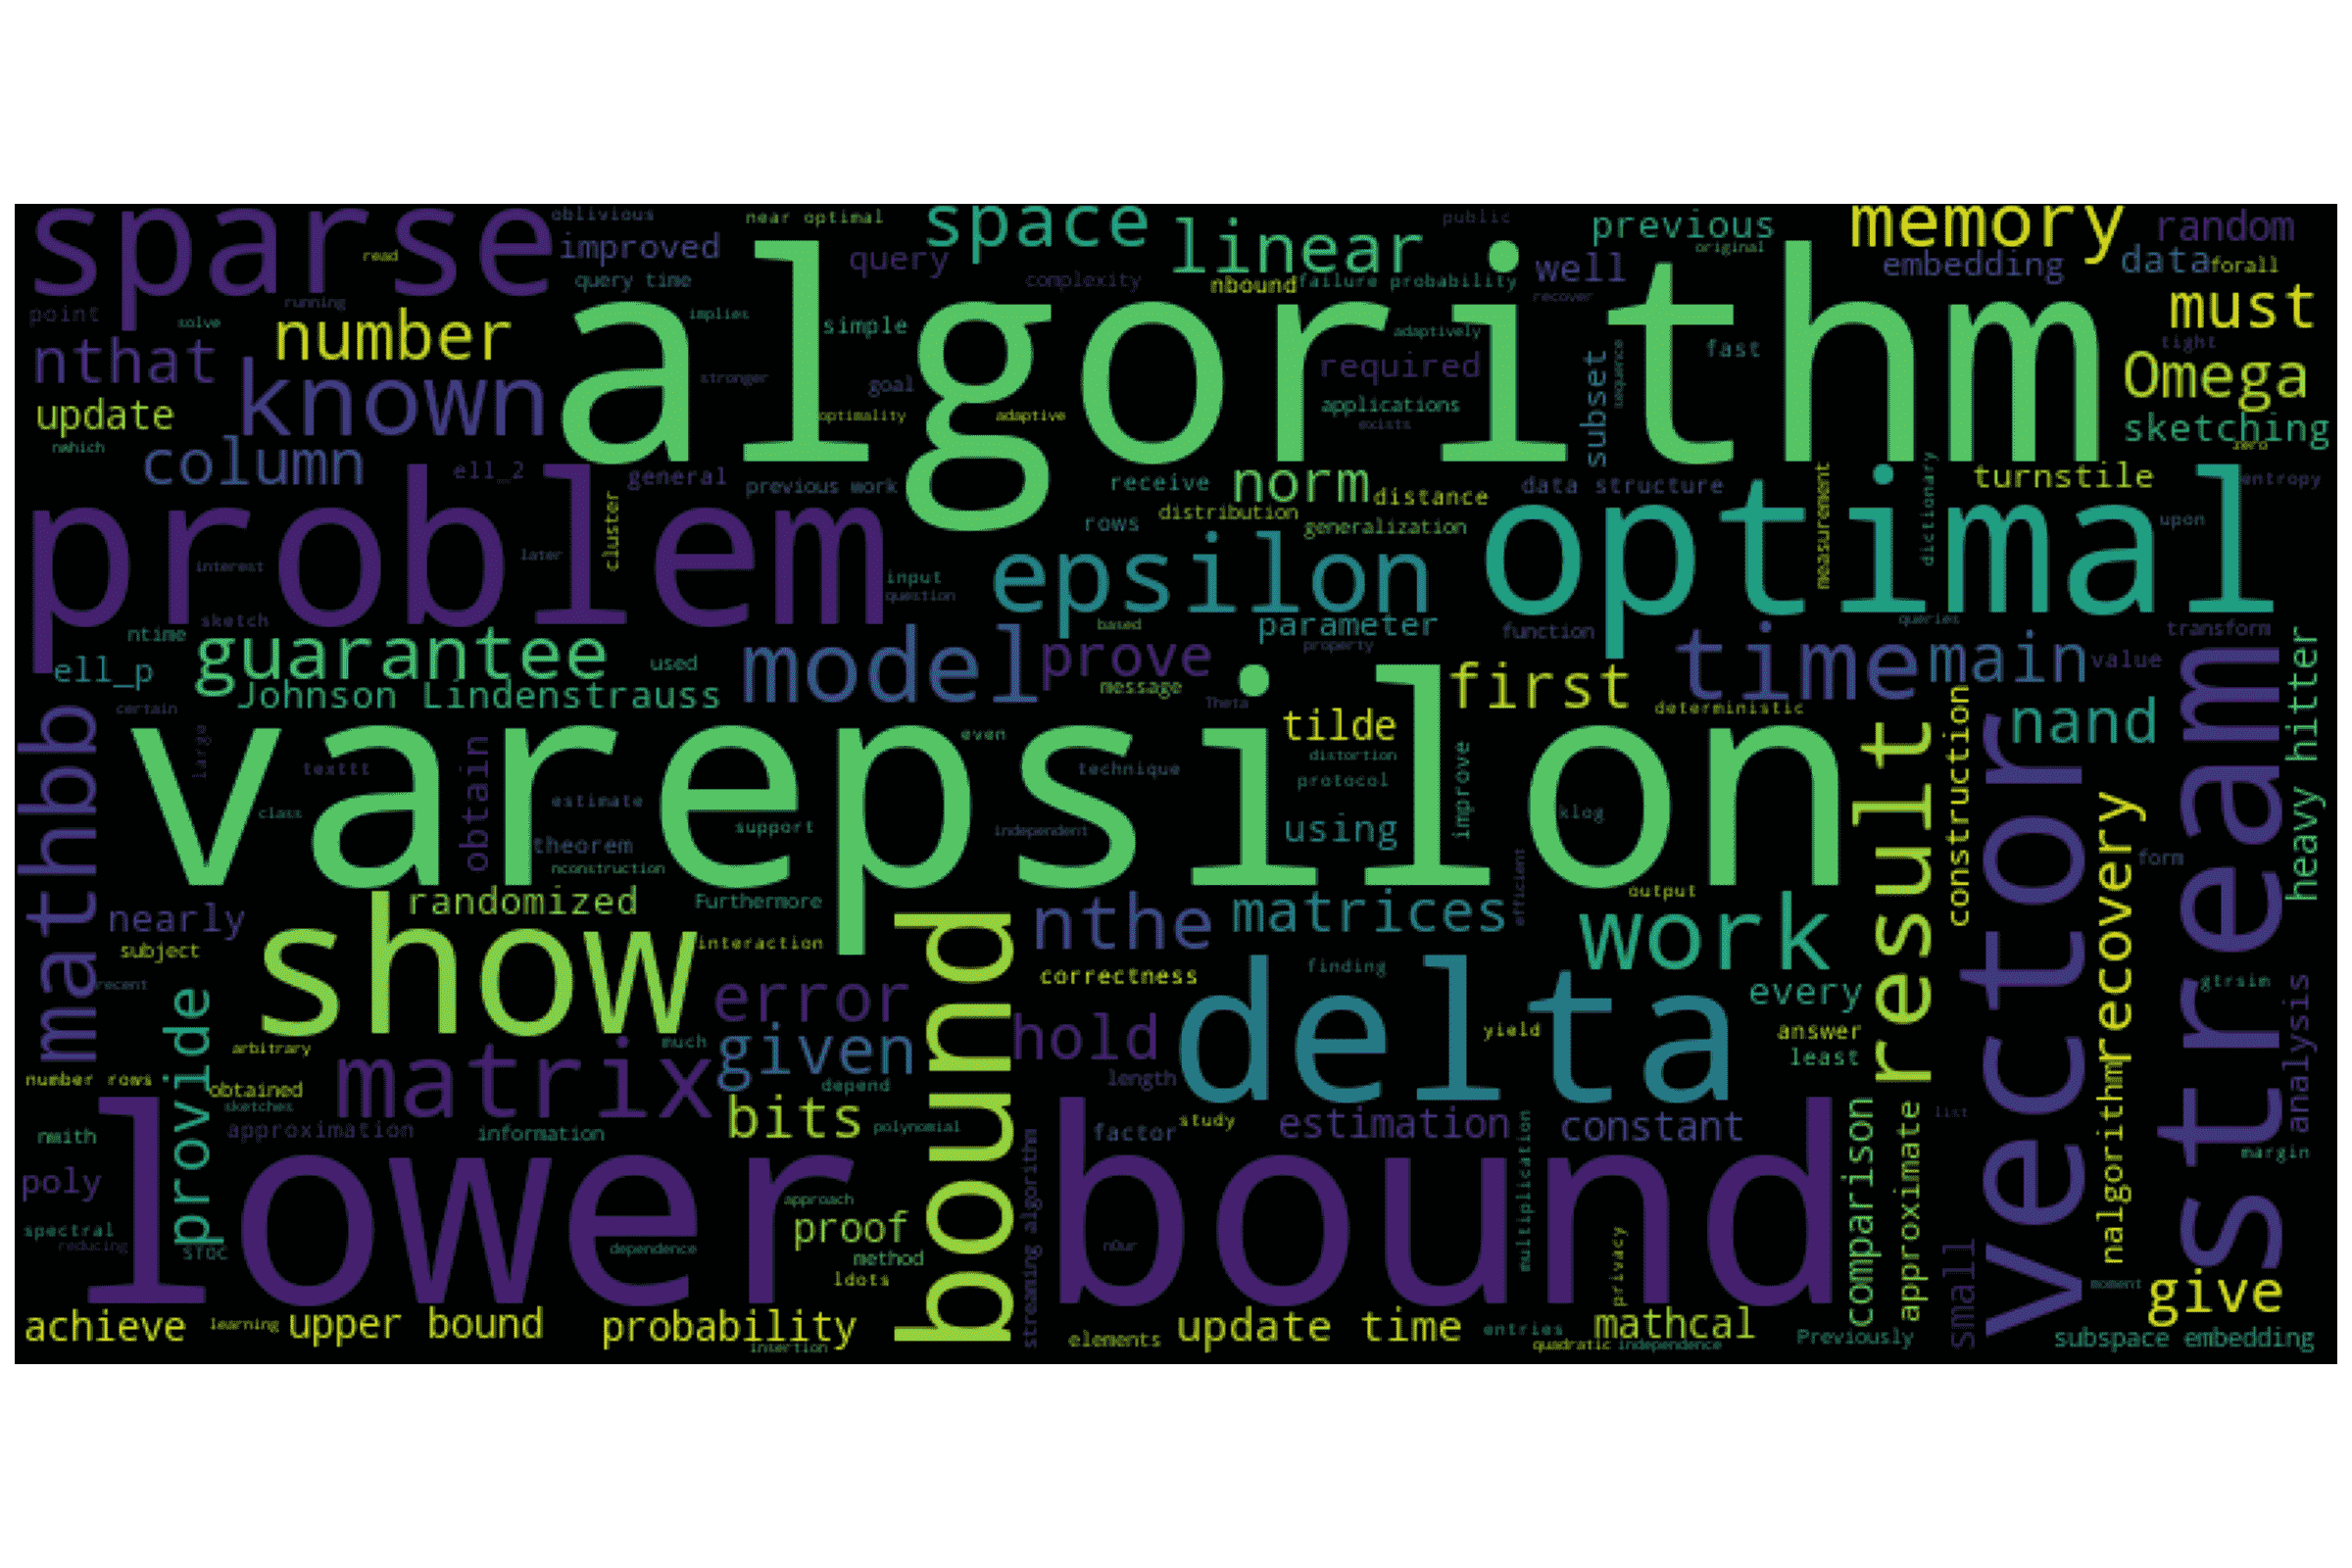 sparse
oblivious
near optimal
space
public
memory
random
read
improved
query
linear
previous
original
well
embedding
data
forall
query time
complexity
nbound
failure probability
recover
must
point
running
solve
number
implies
simple
algorithm
adaptively
fast
tight
nthat
known
stronger
goal
required
subset
sequence
Omega
update
optimality
adaptive
applications
exists
sketching
zero
nwhich
column
ell_2
general
previous work
receive
norm
distance
data structure
measurement
dictionary
turnstile
entropy
problem
interest
later
cluster
rows
distribution
generalization
optimal
upon
input
question
epsilon
ntime
sketch
based
parameter
property
function
queries
transform
ell_p
guarantee
used
model
prove
message
first
time
main
value
heavy hitter
Johnson Lindenstrauss
certain
Theta
tilde
deterministic
mathbb
large
varepsilon
texttt
obtain
even
technique
distortion
protocol
improve
result
construction
vector
nand
stream
class
estimate
support
independent
using
klog
theorem
nconstruction
form
recovery
nearly
randomized
Furthermore
bound
nthe
matrices
efficient
output
work
subject
show
interaction
correctness
finding
recent
provide
error
hold
delta
every
gtrsim
analysis
arbitrary
matrix
much
given
yield
answer
least
number rows
obtained
sketches
depend
length
nwith
approximation
information
bits
polynomial
factor
study
estimation
multiplication
constant
comparison
approximate
list
nalgorithm
poly
lower bound
approach
streaming algorithm
margin
spectral
reducing
STOC
dependence
proof
method
ldots
nOur
privacy
small
moment
give
achieve
learning
upper bound
probability
insertion
elements
update time
entries
quadratic
independence
mathcal
Previously
subspace embedding